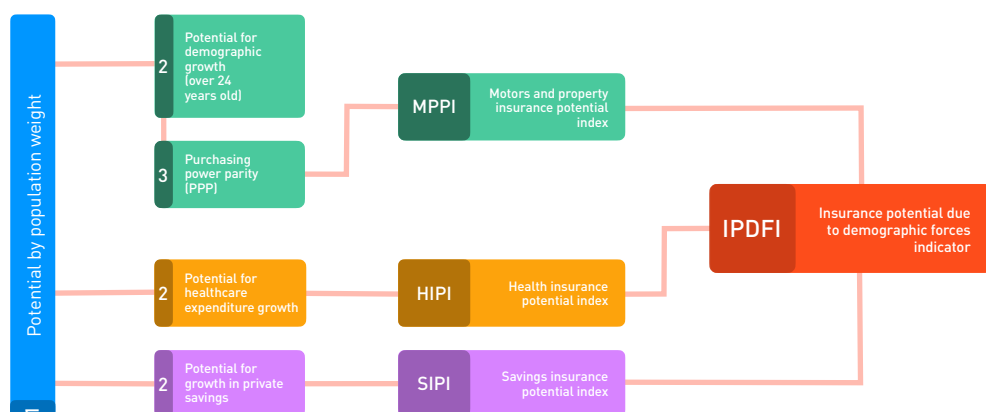 Potential by population weight
2
Potential for
demographic
growth
(over 24
years old)
3
Purchasing
power parity
(PPP)
MPPI
Motors and property
insurance potential
index
IPDFI
Insurance potential due
to demographic forces
indicator
2
Potential for
healthcare
expenditure growth
HIPI
Health insurance
potential index
2
Potential for
growth in private
savings
SIPI
Savings insurance
potential index